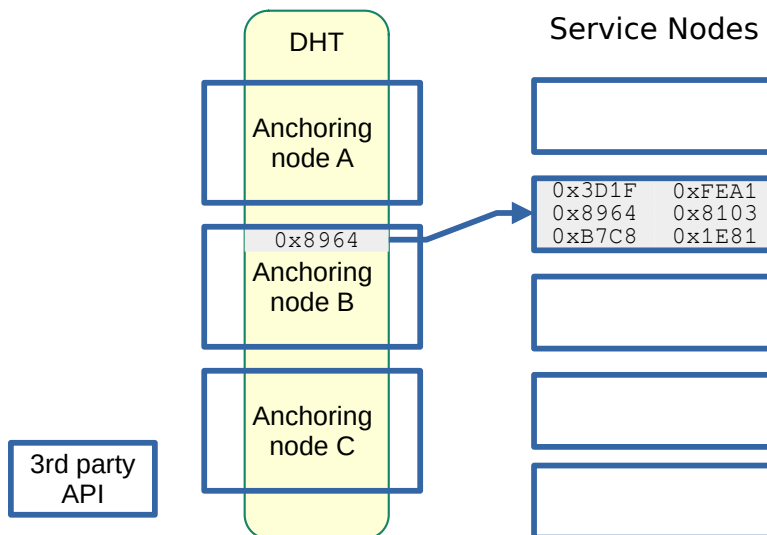 DHT
Service Nodes
Anchoring
node A
0x3D1F 0xFEA1
0x8964 0x8103
0xB7C8 0x1E81
0x8964
Anchoring
node B
Anchoring
node C
3rd party
API